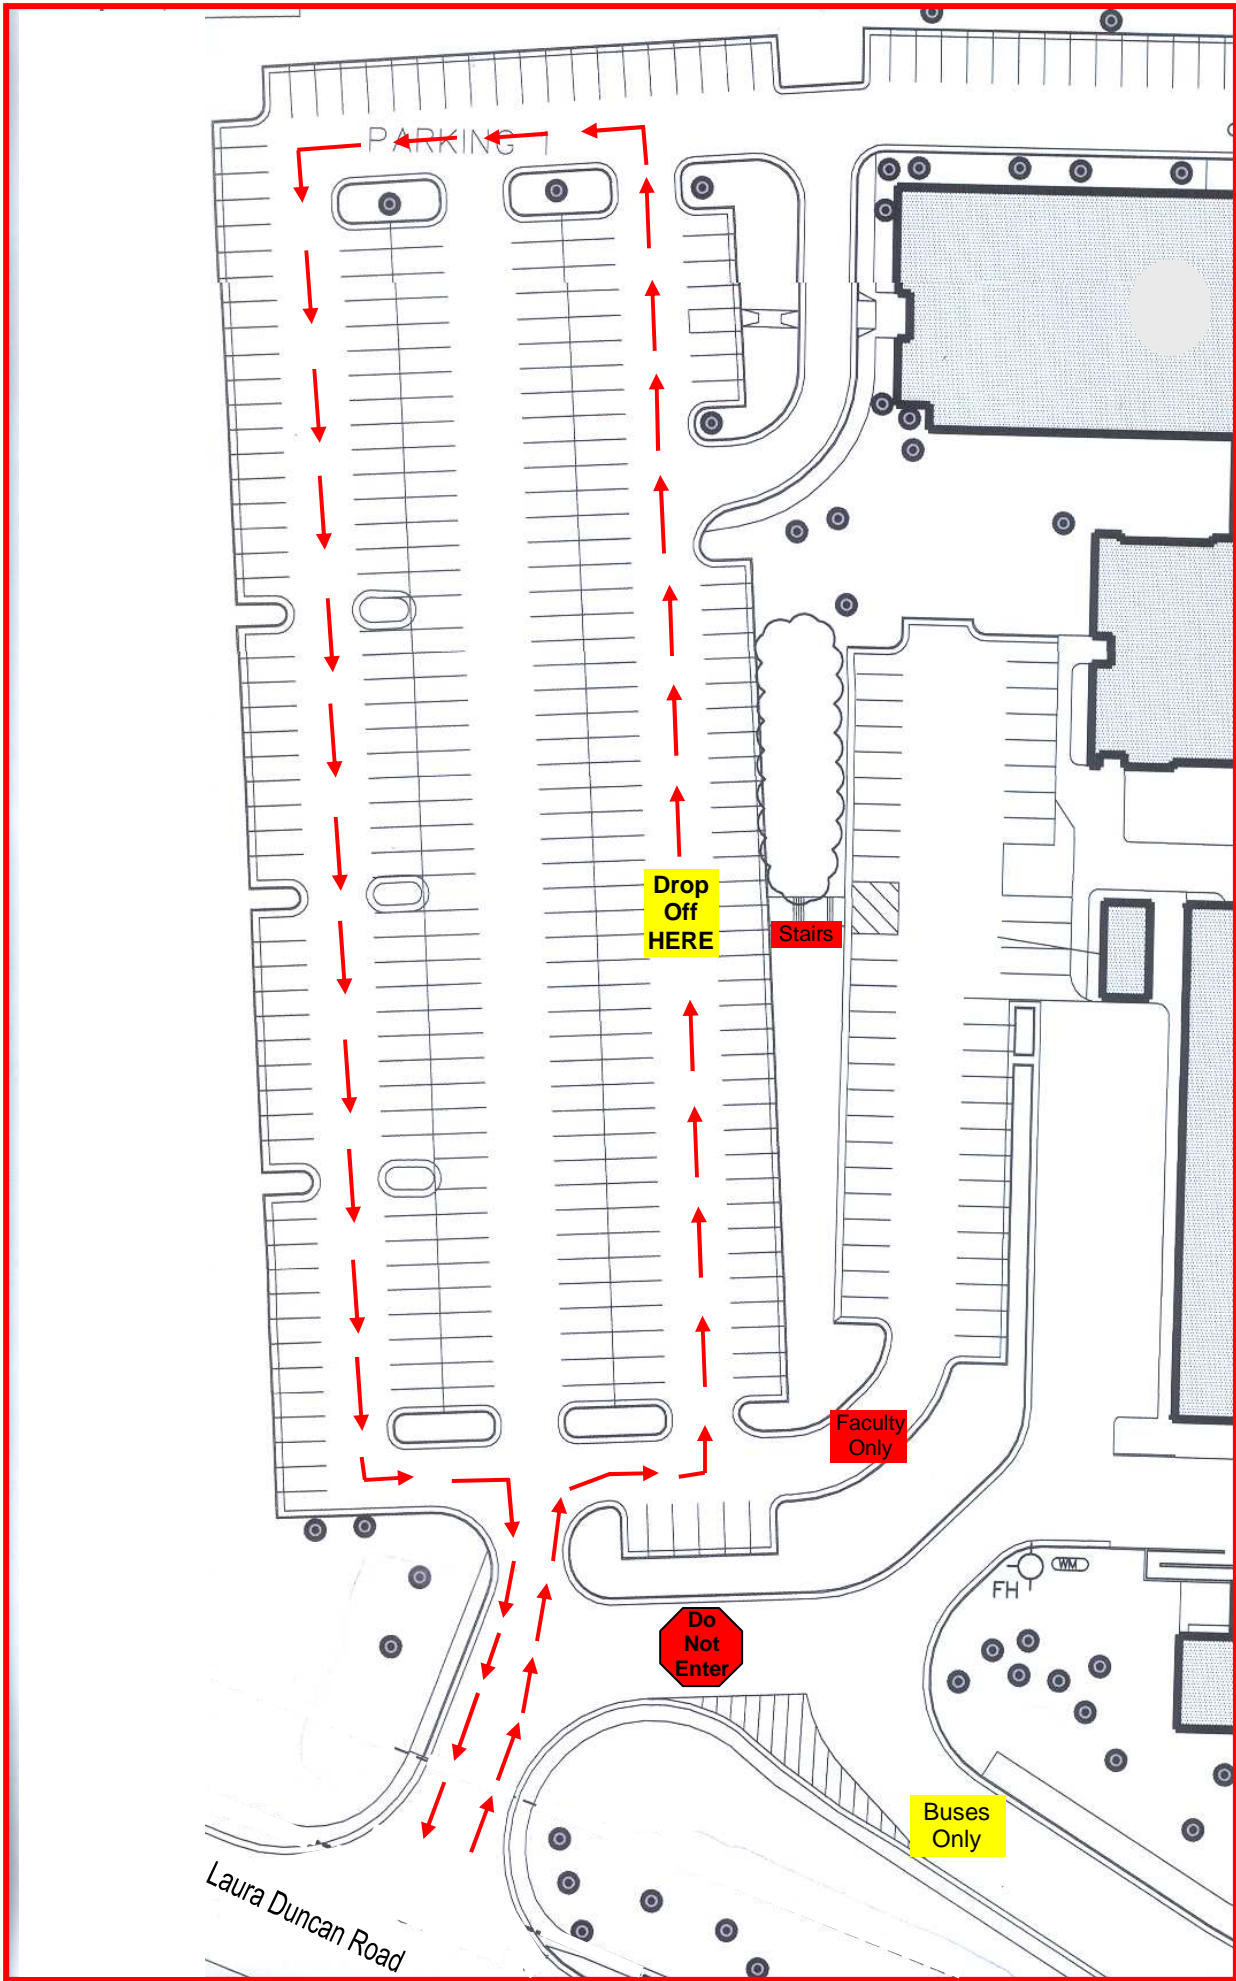 PARKING
Drop
Off
HERE
Stairs
Faculty
Only
FH
WM
Do
Not
Enter
Buses
Only
Laura Duncan Road